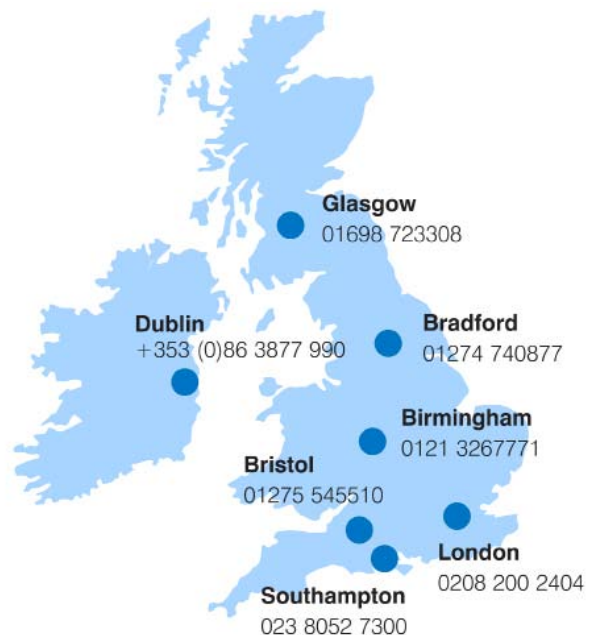 Glasgow
01698 723308
Dublin
+353 (0)86 3877 990
Bradford
01274 740877
Birmingham
0121 3267771
Bristol
01275 545510
London
0208 200 2404
Southampton
023 8052 7300